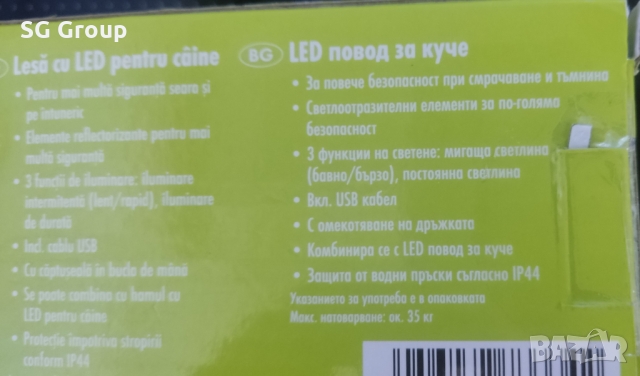 SG Group
Lesă cu LED pentru câine
• Pentru mai multă siguranță seara și
pe întuneric
• Elemente reflectorizante pentru mai
multă siguranță
• 3 funcții de iluminare: iluminare
intermitentă (lent/rapid), iluminare
de durată
• Incl. cablu USB
• Cu căptușeală în bucla de mână
• Se poate combina cu hamul cu
LED pentru câine
• Protecție împotriva stropirii
conform IP44
BG LED повод за куче
• За повече безопасност при смрачаване и тъмнина
• Светлоотразителни елементи за по-голяма
безопасност
• 3 функции на светене: мигаща светлина
(бавно/бързо), постоянна светлина
• Вкл. USB кабел
• С омекотяване на дръжката
• Комбинира се с LED повод за куче
• Защита от водни пръски съгласно IP44
Указанието за употреба е в опаковката
Макс. натоварване: ок. 35 кг
BAZAR